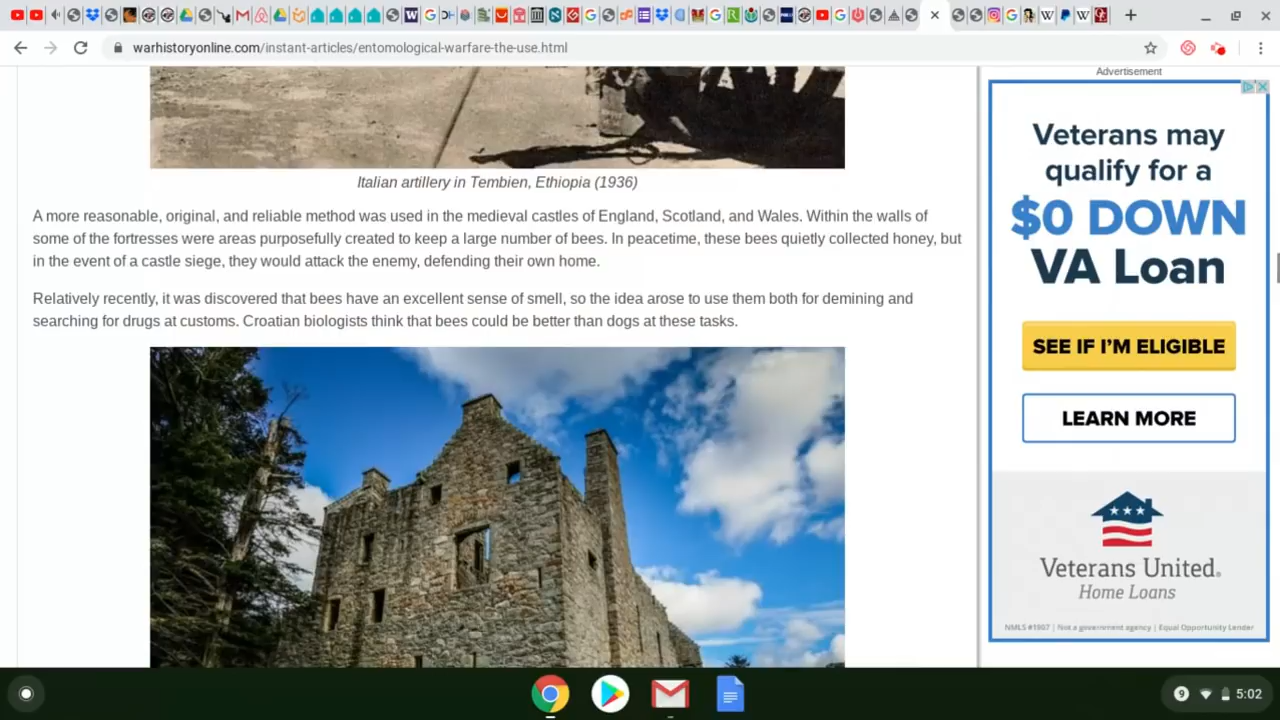 warhistoryonline.com/instant-articles/entomological-warfare-the-use.html
Advertisement
Italian artillery in Tembien, Ethiopia (1936)
A more reasonable, original, and reliable method was used in the medieval castles of England, Scotland, and Wales. Within the walls of
some of the fortresses were areas purposefully created to keep a large number of bees. In peacetime, these bees quietly collected honey, but
in the event of a castle siege, they would attack the enemy, defending their own home.
Relatively recently, it was discovered that bees have an excellent sense of smell, so the idea arose to use them both for demining and
searching for drugs at customs. Croatian biologists think that bees could be better than dogs at these tasks.
Veterans may
qualify for a
$0 DOWN
VA Loan
SEE IF I'M ELIGIBLE
LEARN MORE
Veterans United®
Home Loans
NMLS #1907 | Not a government agency | Equal Opportunity Lender
9 5:02